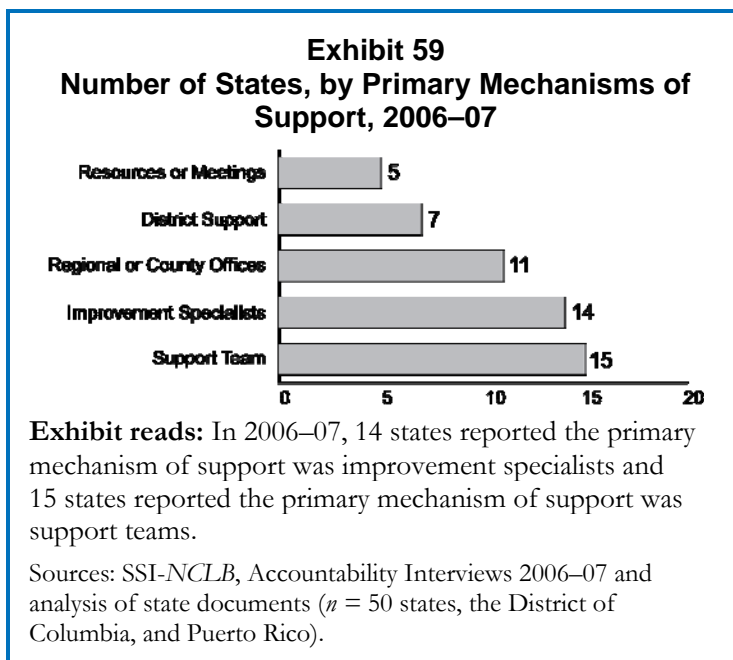 Exhibit 59
Number of States, by Primary Mechanisms of
Support, 2006–07
Resources or Meetings 5
District Support 7
Regional or County Offices 11
Improvement Specialists 14
Support Team 15
0 5 10 15 20
Exhibit reads: In 2006–07, 14 states reported the primary
mechanism of support was improvement specialists and
15 states reported the primary mechanism of support was
support teams.
Sources: SSI-NCLB, Accountability Interviews 2006–07 and
analysis of state documents (n = 50 states, the District of
Columbia, and Puerto Rico).